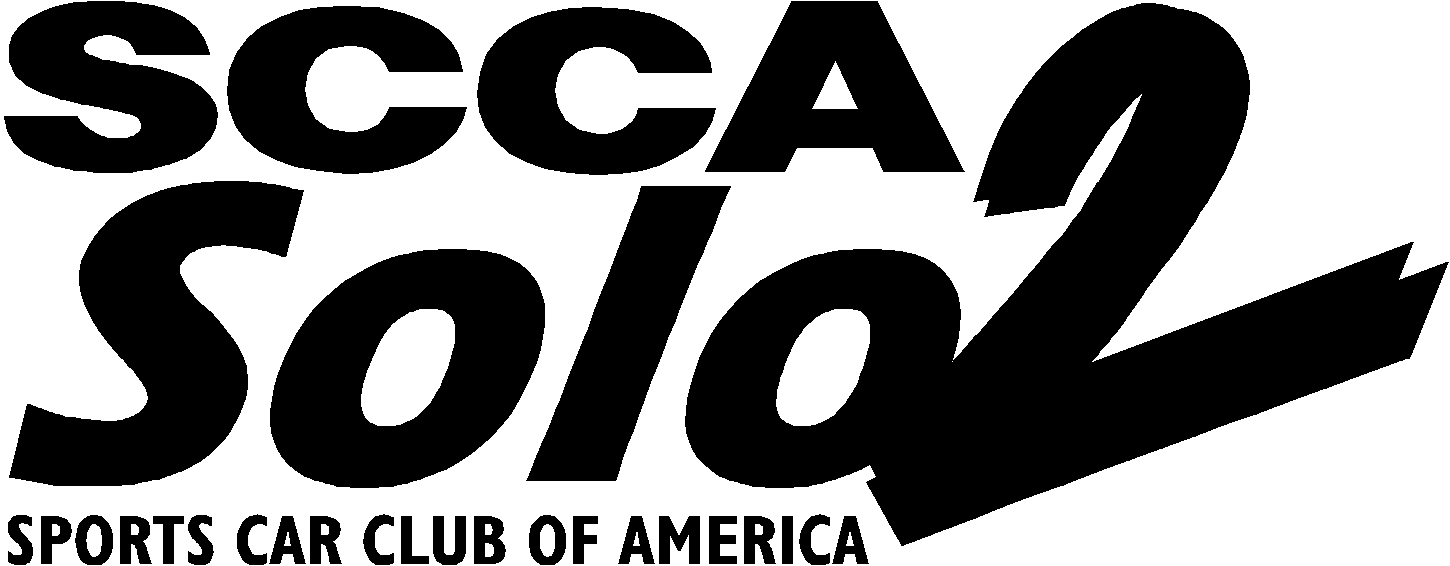 SCCA
Solo2
SPORTS CAR CLUB OF AMERICA